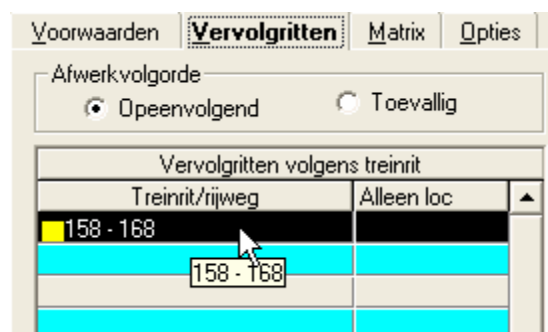 Voorwaarden Vervolgritten Matrix Opties
Afwerkvolgorde
Opeenvolgend Toevallig
Vervolgritten volgens treinrit
Treinrit/rijweg Alleen loc
158 - 168
158 - 168